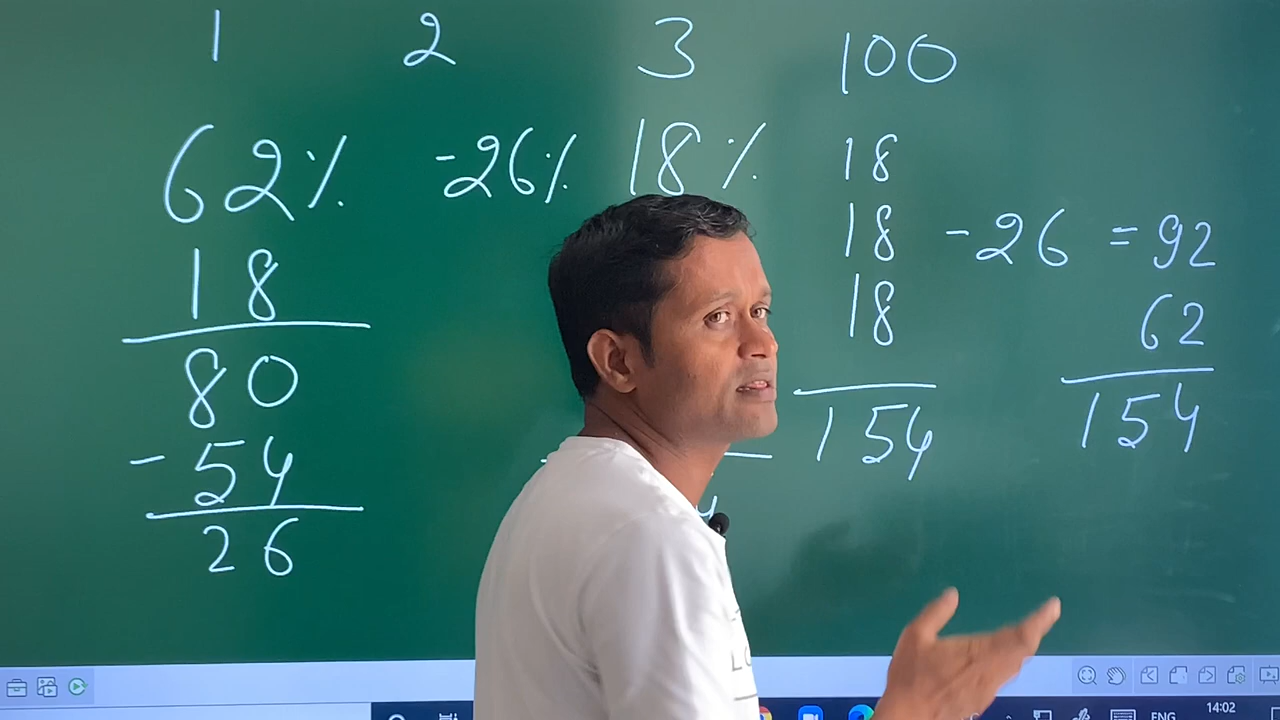 1 2 3 100
62% -26% 18% 18
18 18 -26 = 92
18 62
80 154 154
- 54
26
ENG 14:02